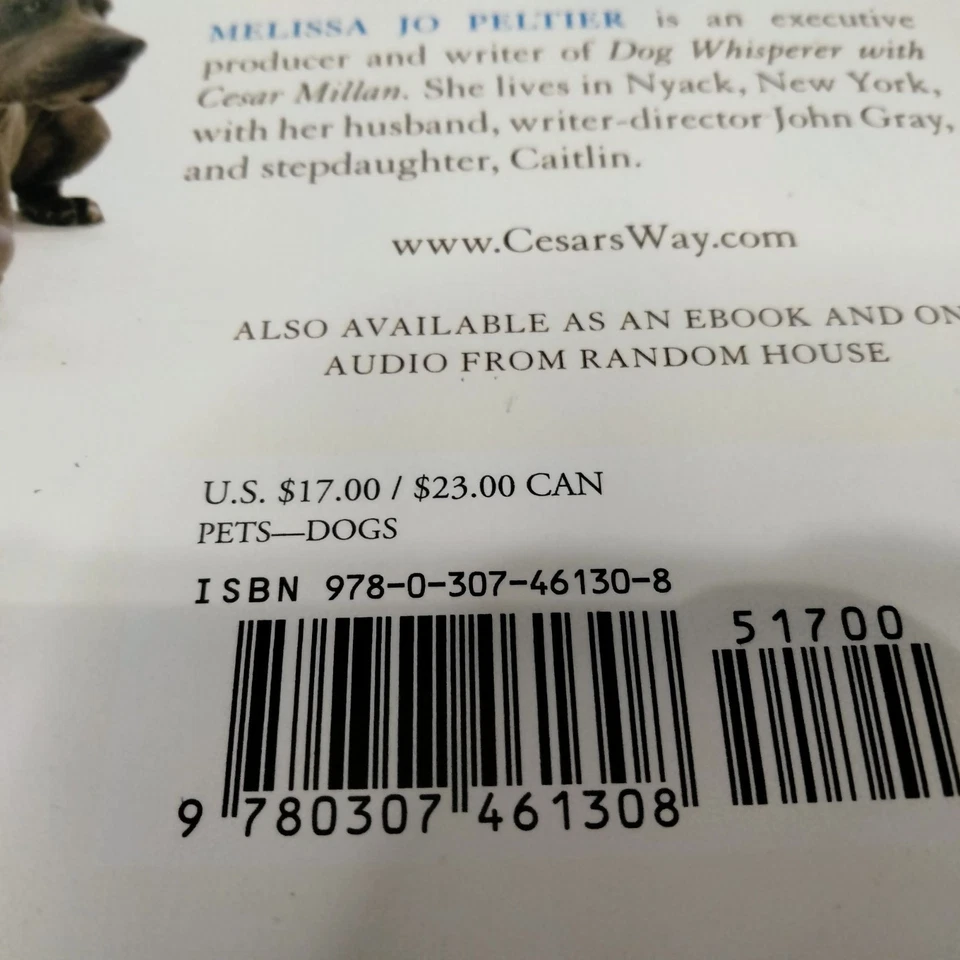 MELISSA JO PELTIER is an executive
producer and writer of Dog Whisperer with
Cesar Millan. She lives in Nyack, New York,
with her husband, writer-director John Gray,
and stepdaughter, Caitlin.
www.CesarsWay.com
ALSO AVAILABLE AS AN EBOOK AND ON
AUDIO FROM RANDOM HOUSE
U.S. $17.00 / $23.00 CAN
PETS—DOGS
ISBN 978-0-307-46130-8
51700
9 780307 461308